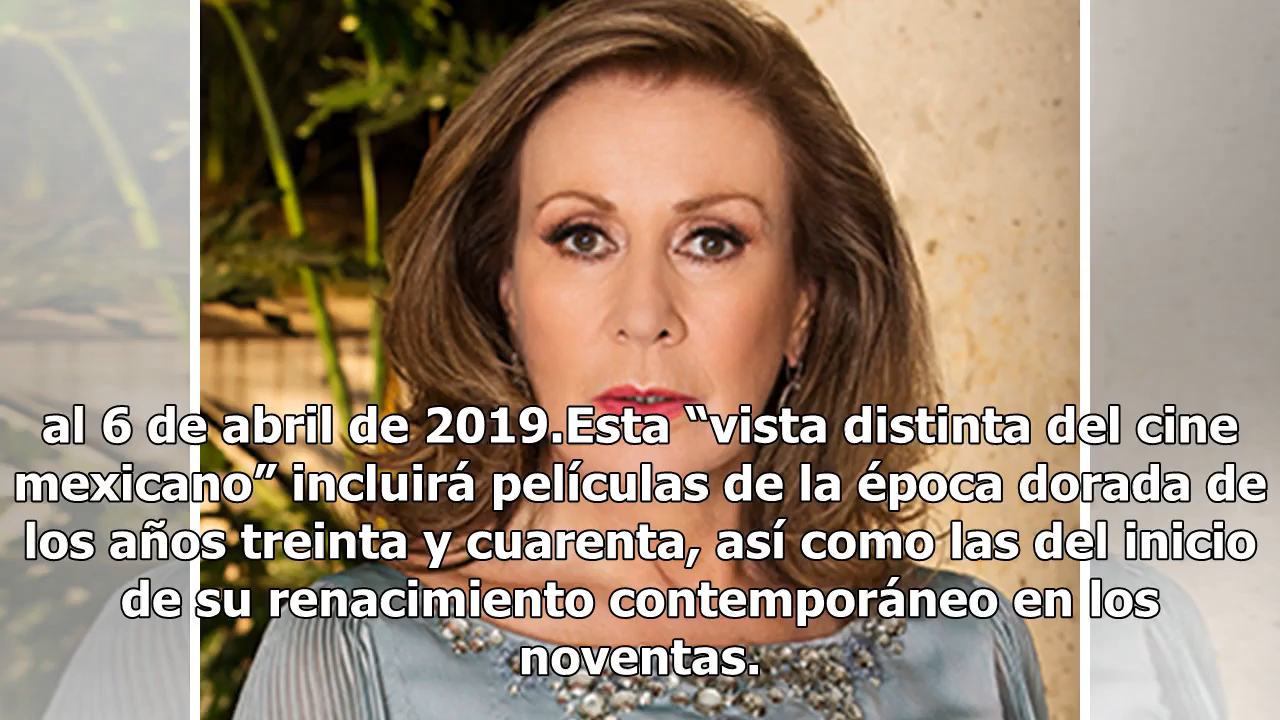 al 6 de abril de 2019.Esta “vista distinta del cine
mexicano” incluirá películas de la época dorada de
los años treinta y cuarenta, así como las del inicio
de su renacimiento contemporáneo en los
noventas.